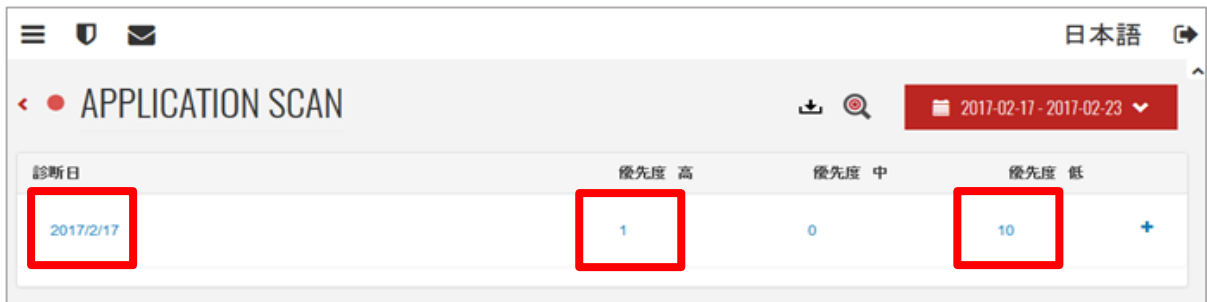 日本語
APPLICATION SCAN
2017-02-17 - 2017-02-23
診断日 優先度 高 優先度 中 優先度 低
2017/2/17 1 0 10 +